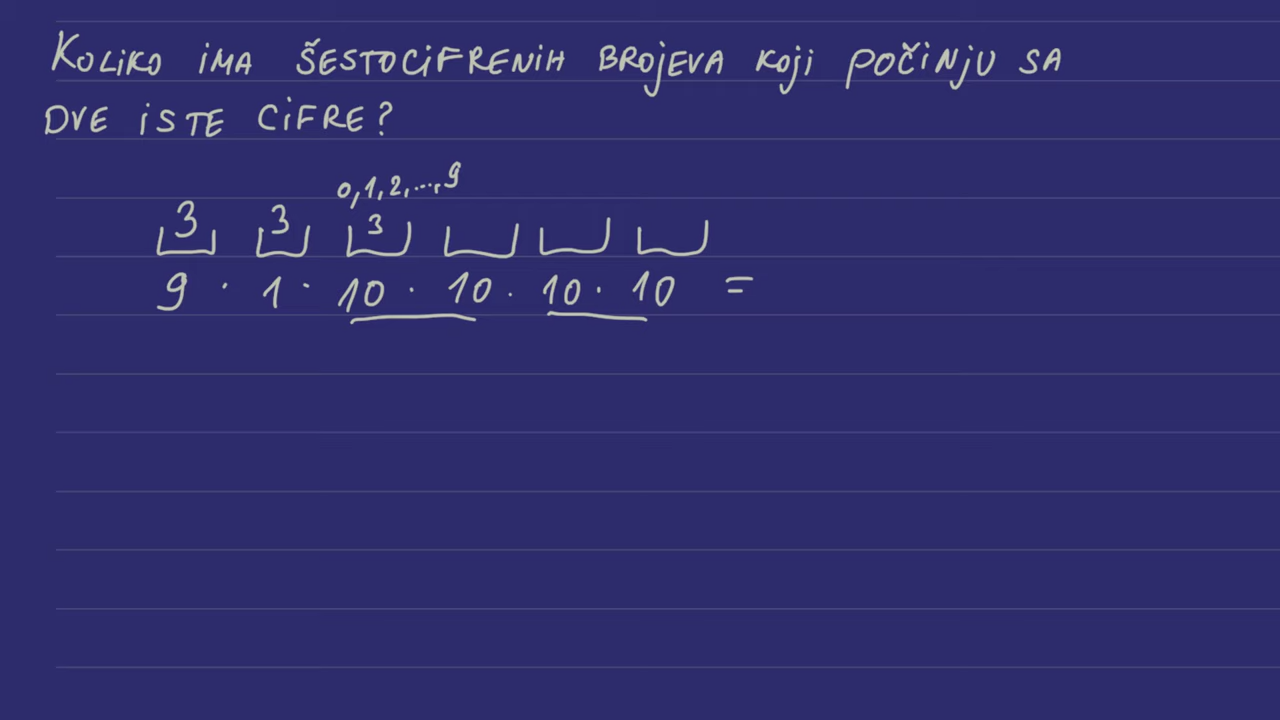 KOLIKO IMA ŠESTOCIFRENIH BROJEVA KOJI POČINJU SA
DVE ISTE CIFRE?
0,1,2,...,9
3 3 3
9 · 1 · 10 · 10 · 10 · 10 =